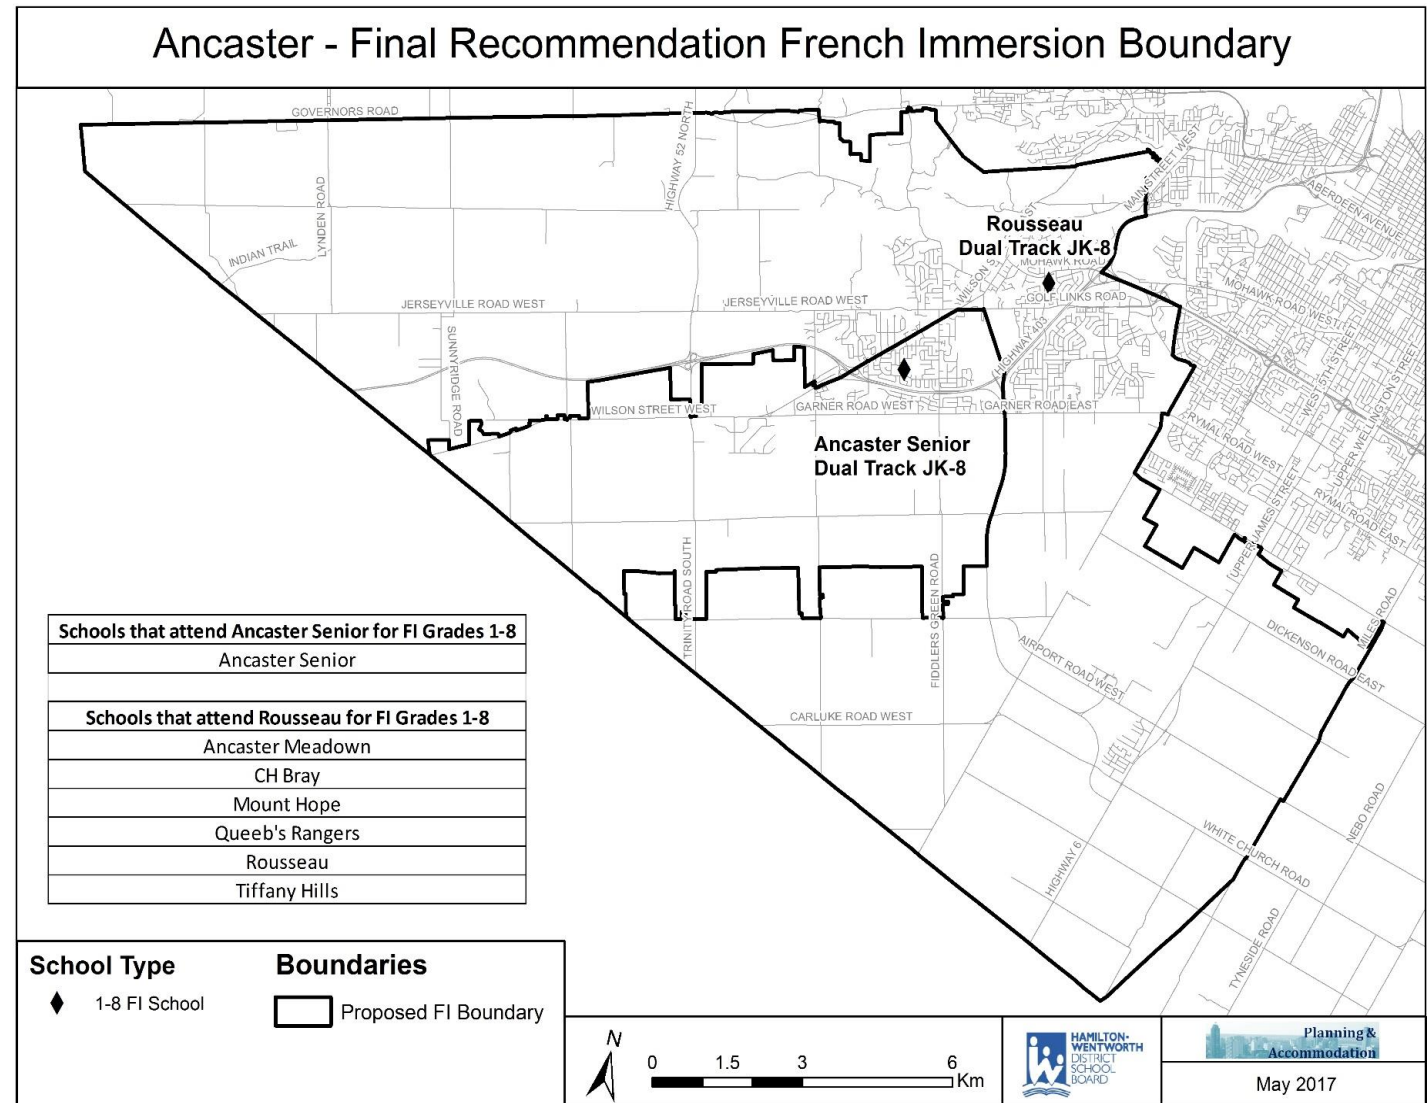 Ancaster - Final Recommendation French Immersion Boundary
GOVERNORS ROAD
HIGHWAY 52 NORTH
MAIN STREET WEST
ABERDEEN AVENUE
LYNDEN ROAD
INDIAN TRAIL
Rousseau
Dual Track JK-8
MOHAWK ROAD
WILSON S
EST
GOLF LINKS ROAD
MOHAWK ROAD WEST
JERSEYVILLE ROAD WEST
JERSEYVILLE ROAD WEST
SUNNYRIDGE ROAD
HIGHWAY 403
WEST 5TH STREET
UPPER WELLINGTON STREET
WILSON STREET WEST
GARNER ROAD WEST
GARNER ROAD EAST
RYMAL ROAD WEST
Ancaster Senior
Dual Track JK-8
RYMAL ROAD EAST
UPPER JAMES STREET
TRINITY ROAD SOUTH
FIDDLERS GREEN ROAD
MILES ROAD
DICKENSON ROAD EAST
AIRPORT ROAD WEST
CARLUKE ROAD WEST
NEBO ROAD
WHITE CHURCH ROAD
HIGHWAY 6
TYNESIDE ROAD
Schools that attend Ancaster Senior for FI Grades 1-8
Ancaster Senior
Schools that attend Rousseau for FI Grades 1-8
Ancaster Meadown
CH Bray
Mount Hope
Queeb's Rangers
Rousseau
Tiffany Hills
School Type
1-8 FI School
Boundaries
Proposed FI Boundary
N
0 1.5 3 6
Km
HAMILTON-
WENTWORTH
DISTRICT
SCHOOL
BOARD
Planning &
Accommodation
May 2017